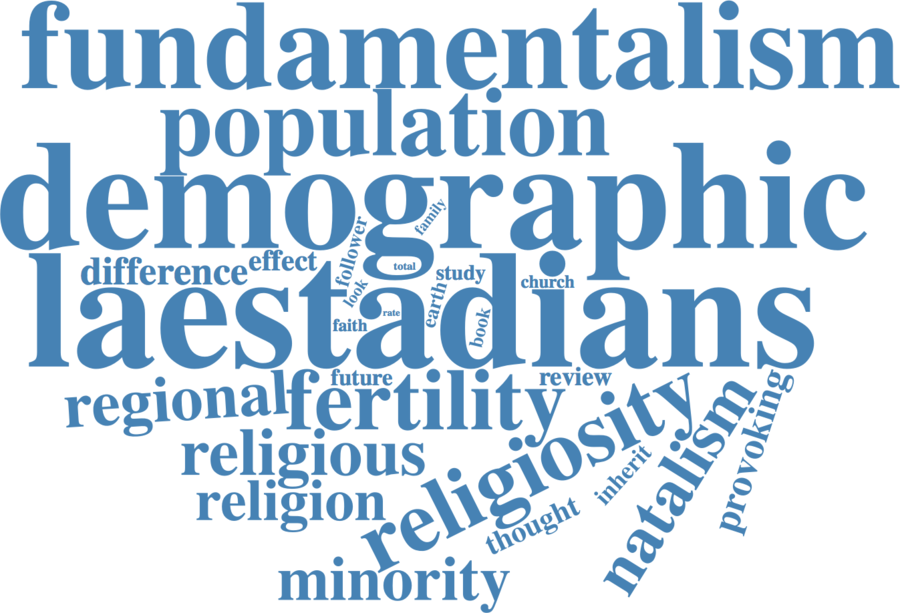 fundamentalism
population
demographic
family
follower
total
difference
effect
look
study
church
earth
laestadians
rate
faith
book
future
review
regional
fertility
religious
religiosity
provoking
natalism
inherit
religion
thought
minority